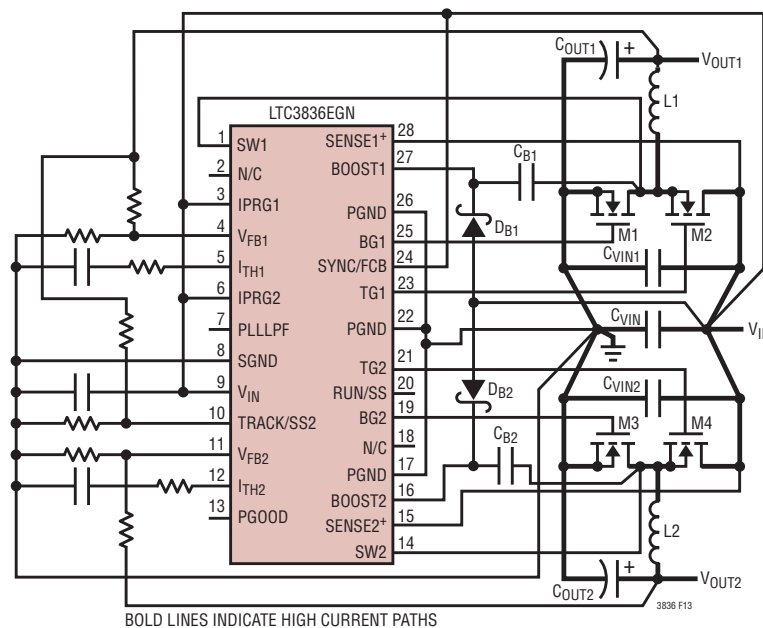 COUT1 +
VOUT1
L1
LTC3836EGN
1 SW1
2 N/C
3 IPRG1
4 VFB1
5 ITH1
6 IPRG2
7 PLLLPF
8 SGND
9 VIN
10 TRACK/SS2
11 VFB2
12 ITH2
13 PGOOD
SENSE1+ 28
BOOST1 27
PGND 26
BG1 25
SYNC/FCB 24
TG1 23
PGND 22
TG2 21
RUN/SS 20
BG2 19
N/C 18
PGND 17
BOOST2 16
SENSE2+ 15
SW2 14
CB1
DB1
M1
M2
CVIN1
CVIN
DB2
CVIN2
M3
M4
CB2
L2
COUT2 +
VOUT2
3836 F13
BOLD LINES INDICATE HIGH CURRENT PATHS